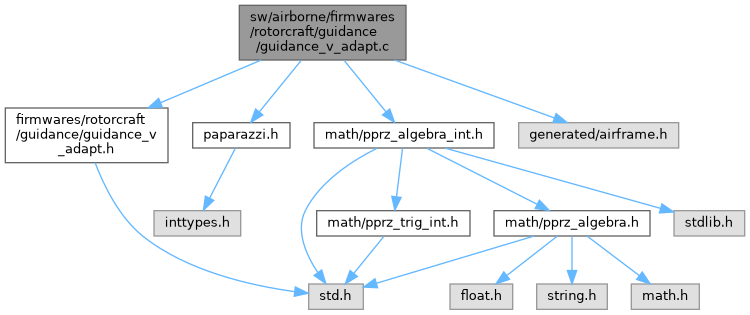 sw/airborne/firmwares
/rotorcraft/guidance
/guidance_v_adapt.c
firmwares/rotorcraft
/guidance/guidance_v
_adapt.h
paparazzi.h
math/pprz_algebra_int.h
generated/airframe.h
inttypes.h
math/pprz_trig_int.h
math/pprz_algebra.h
stdlib.h
std.h
float.h
string.h
math.h